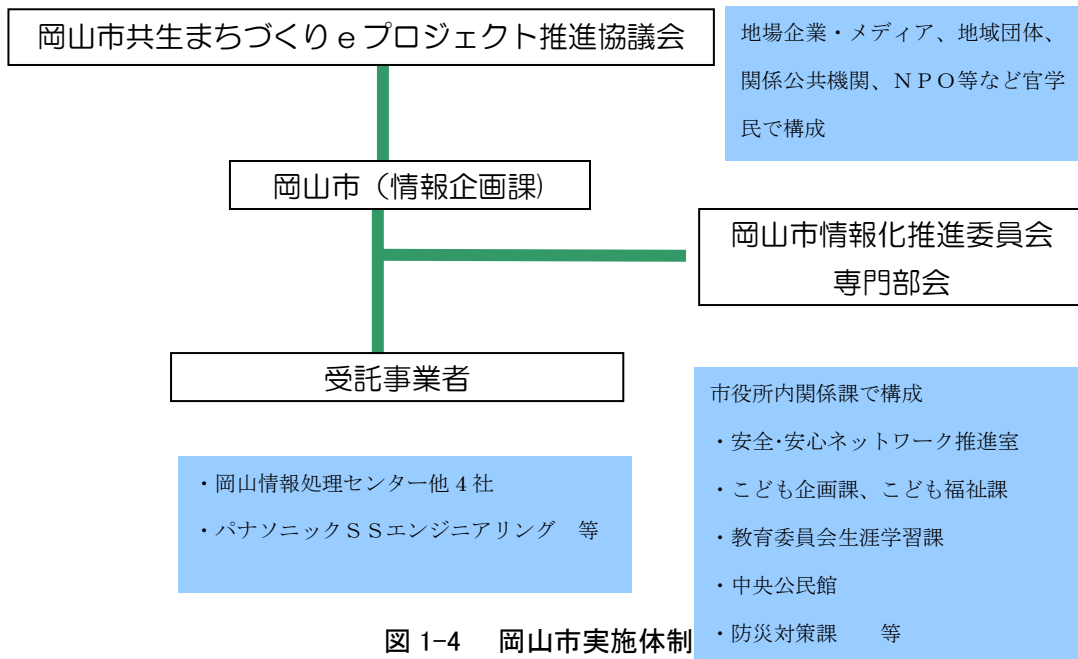 岡山市共生まちづくりｅプロジェクト推進協議会
地場企業・メディア、地域団体、
関係公共機関、ＮＰＯ等など官学
民で構成
岡山市（情報企画課）
岡山市情報化推進委員会
専門部会
受託事業者
・岡山情報処理センター他 4 社
・パナソニックＳＳエンジニアリング　等
市役所内関係課で構成
・安全･安心ネットワーク推進室
・こども企画課、こども福祉課
・教育委員会生涯学習課
・中央公民館
・防災対策課　　等
図 1-4　岡山市実施体制